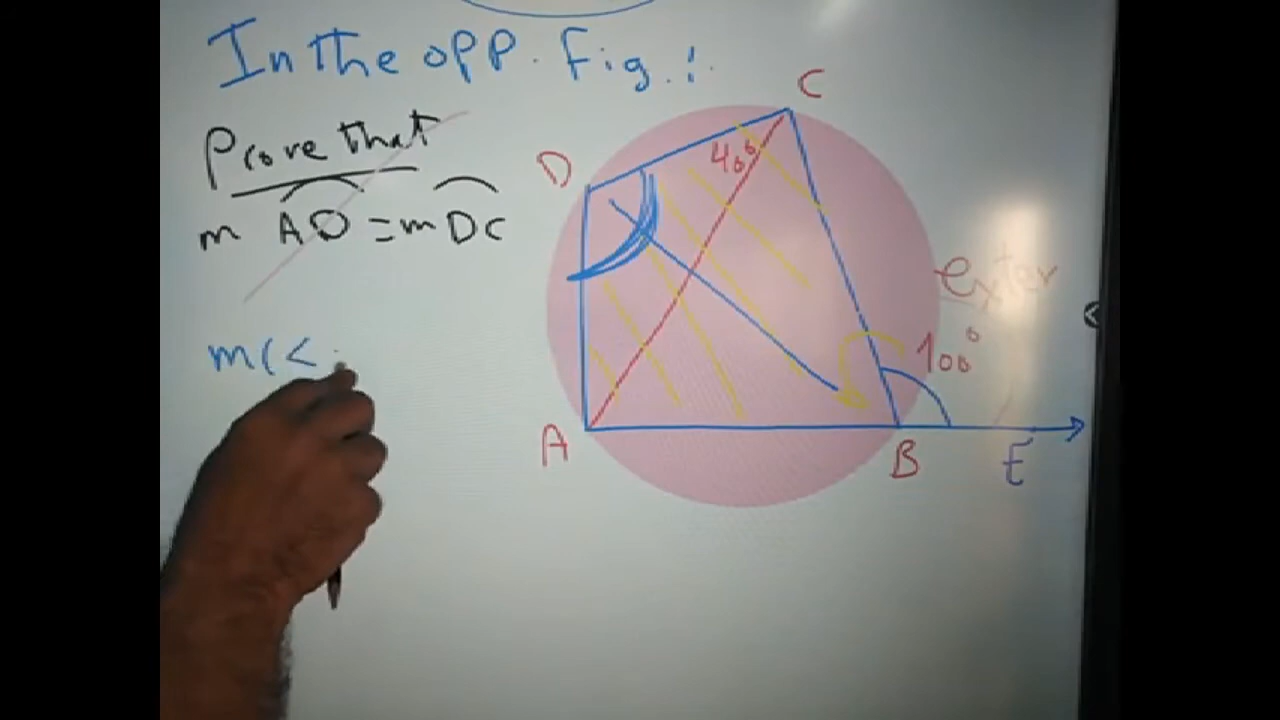 In the opp. Fig. :
Prove that
m AD = m DC
m(<
D
C
40°
exter
100°
A
B
E